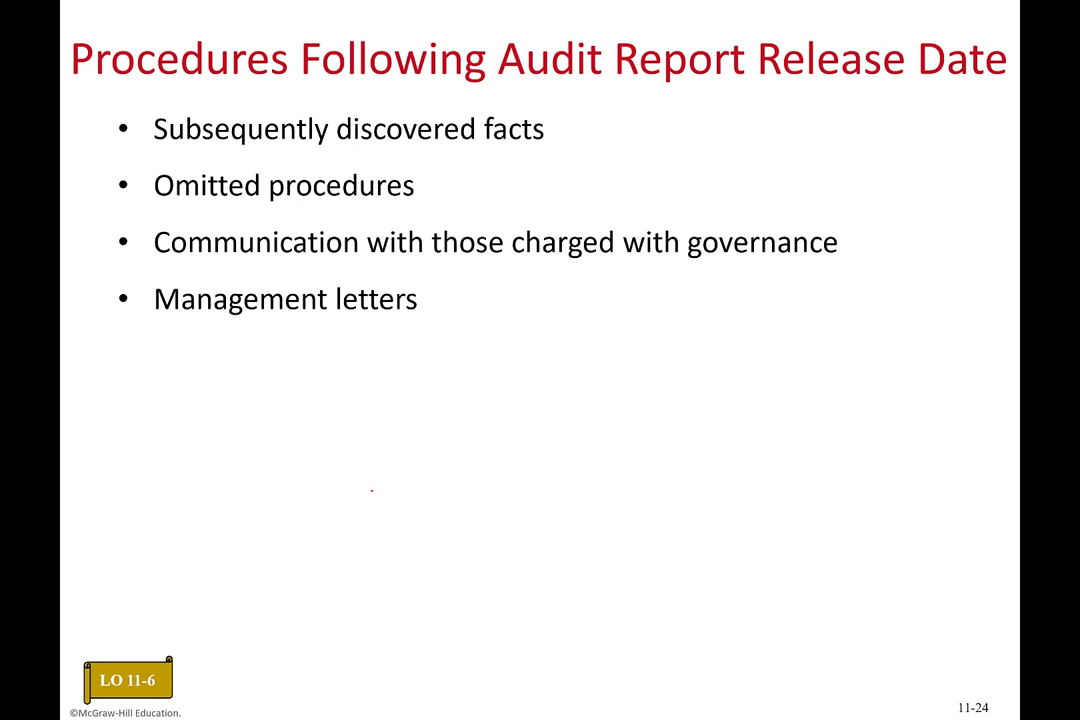 Procedures Following Audit Report Release Date
• Subsequently discovered facts
• Omitted procedures
• Communication with those charged with governance
• Management letters
LO 11-6
©McGraw-Hill Education.
11-24